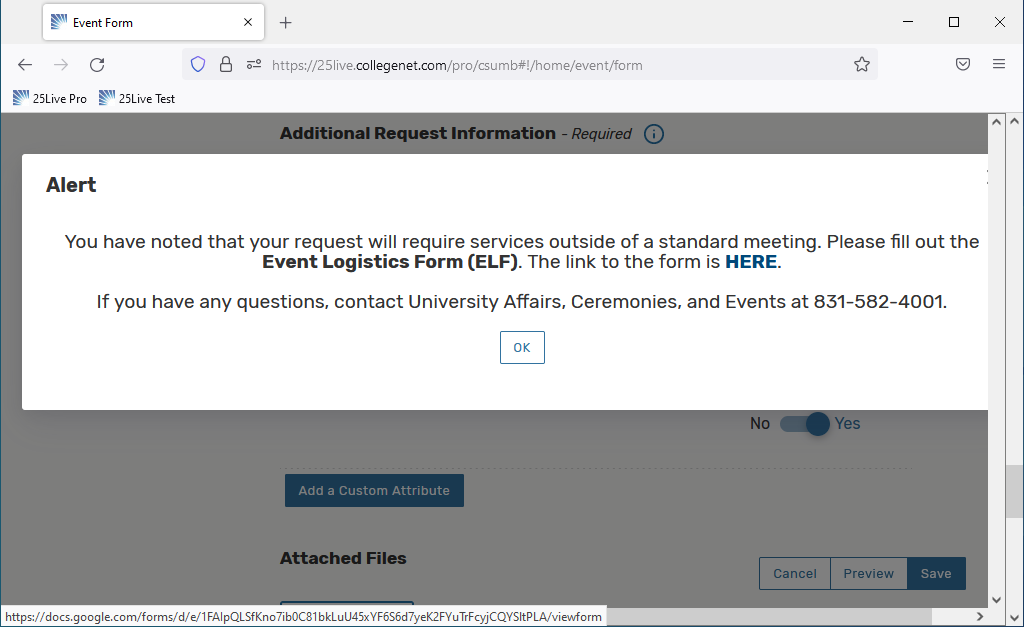 Event Form
https://25live.collegenet.com/pro/csumb#!/home/event/form
25Live Pro 25Live Test
Additional Request Information - Required
Alert
You have noted that your request will require services outside of a standard meeting. Please fill out the
Event Logistics Form (ELF). The link to the form is HERE.
If you have any questions, contact University Affairs, Ceremonies, and Events at 831-582-4001.
OK
No Yes
Add a Custom Attribute
Attached Files
Cancel Preview Save
https://docs.google.com/forms/d/e/1FAIpQLSfKno7ib0C81bkLuU45xYF6S6d7yeK2FYuTrFcyjCQYSltPLA/viewform